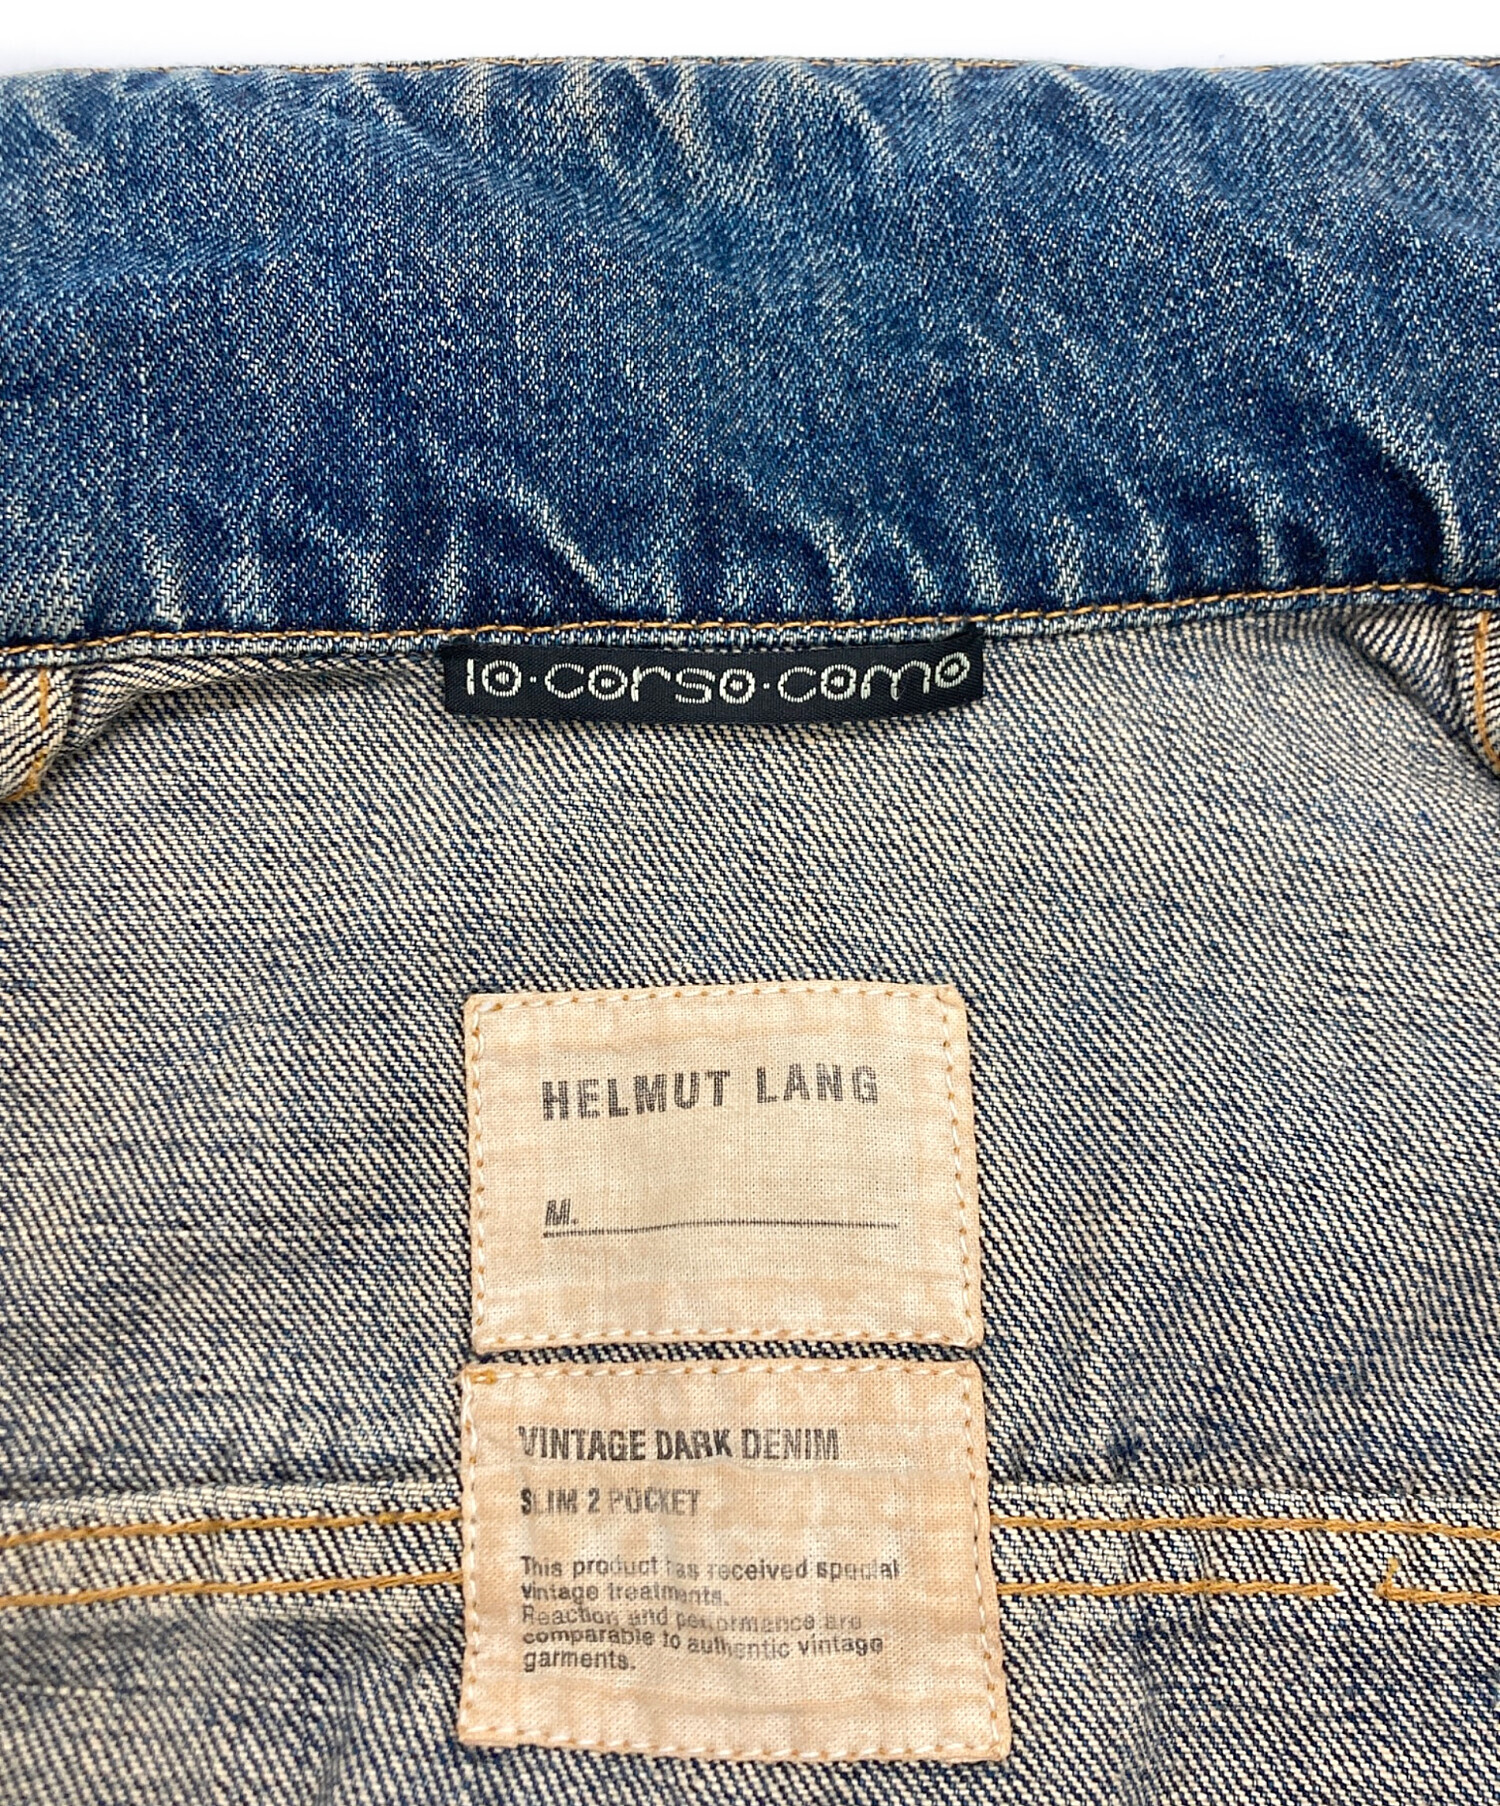 10·corso·como
HELMUT LANG
M.
VINTAGE DARK DENIM
SLIM 2 POCKET
This product has received special
vintage treatments.
Reaction and performance are
comparable to authentic vintage
garments.